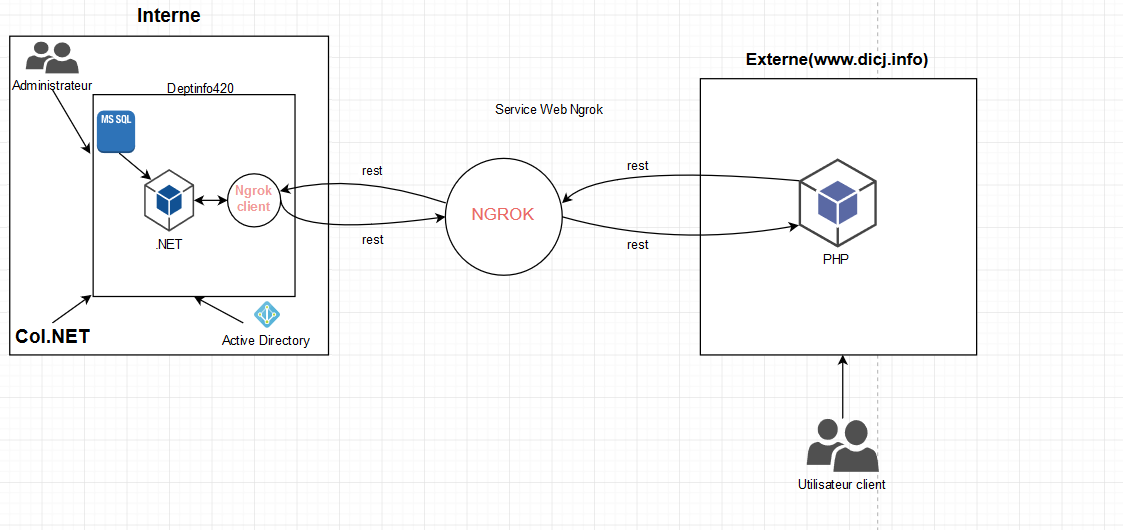 Interne
Externe(www.dicj.info)
Administrateur
Deptinfo420
MS SQL
Service Web Ngrok
rest
rest
Ngrok
client
NGROK
.NET
rest
rest
PHP
Col.NET
Active Directory
Utilisateur client